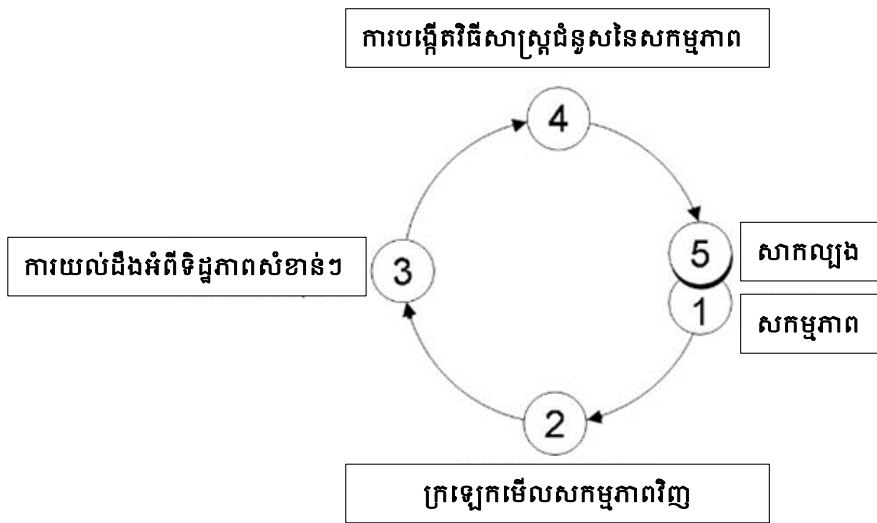 ការបង្កើតវិធីសាស្ត្រជំនួសនៃសកម្មភាព
4
ការយល់ដឹងអំពីទិដ្ឋភាពសំខាន់ៗ
3
5
សាកល្បង
1
សកម្មភាព
2
ក្រឡេកមើលសកម្មភាពវិញ